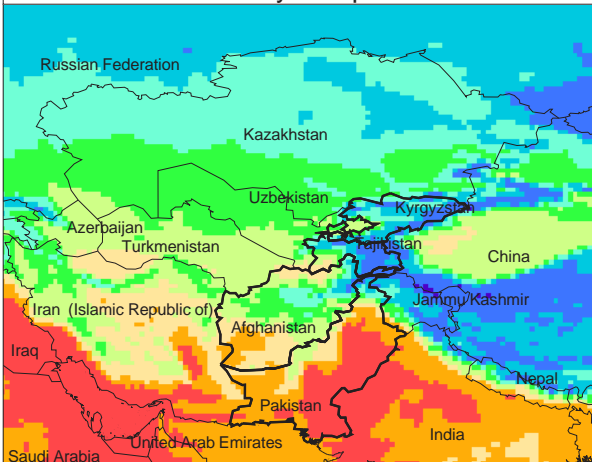 Russian Federation
Kazakhstan
Uzbekistan
Kyrgyzstan
Azerbaijan
Turkmenistan
Tajikistan
China
Jammu/Kashmir
Iran (Islamic Republic of)
Afghanistan
Iraq
Nepal
Pakistan
India
United Arab Emirates
Saudi Arabia